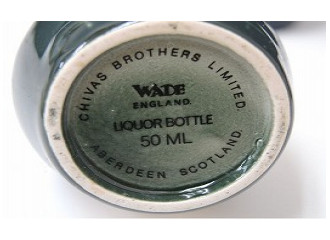 CHIVAS BROTHERS LIMITED.
WADE
ENGLAND.
LIQUOR BOTTLE
50 ML
ABERDEEN SCOTLAND.